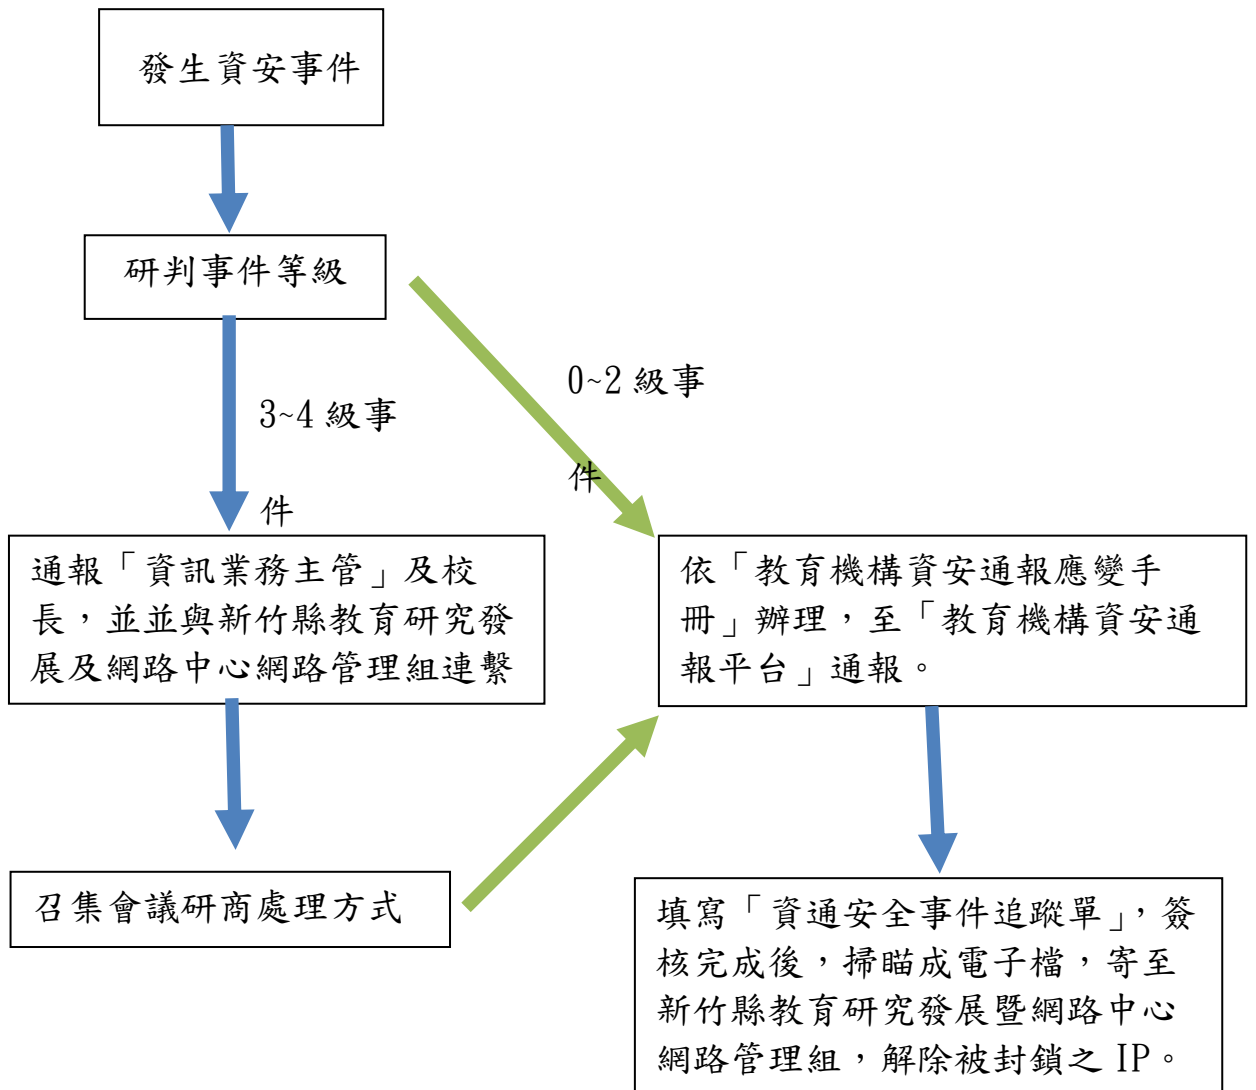 發生資安事件
研判事件等級
0~2 級事
件
3~4 級事
件
通報「資訊業務主管」及校
長，並並與新竹縣教育研究發
展及網路中心網路管理組連繫
依「教育機構資安通報應變手
冊」辦理，至「教育機構資安通
報平台」通報。
召集會議研商處理方式
填寫「資通安全事件追蹤單」，簽
核完成後，掃瞄成電子檔，寄至
新竹縣教育研究發展暨網路中心
網路管理組，解除被封鎖之 IP。